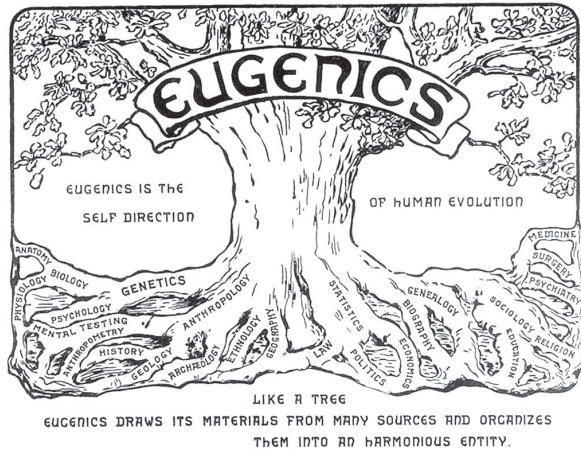 EUGENICS
EUGENICS IS THE
SELF DIRECTION
OF HUMAN EVOLUTION
ANATOMY
PHYSIOLOGY
BIOLOGY
GENETICS
PSYCHOLOGY
MENTAL TESTING
ANTHROPOMETRY
HISTORY
GEOLOGY
ANTHROPOLOGY
ARCHÆOLOGY
ETHNOLOGY
GEOGRAPHY
LAW
STATISTICS
POLITICS
ECONOMICS
BIOGRAPHY
GENEALOGY
EDUCATION
SOCIOLOGY
RELIGION
PSYCHIATRY
SURGERY
MEDICINE
LIKE A TREE
EUGENICS DRAWS ITS MATERIALS FROM MANY SOURCES AND ORGANIZES
THEM INTO AN HARMONIOUS ENTITY.